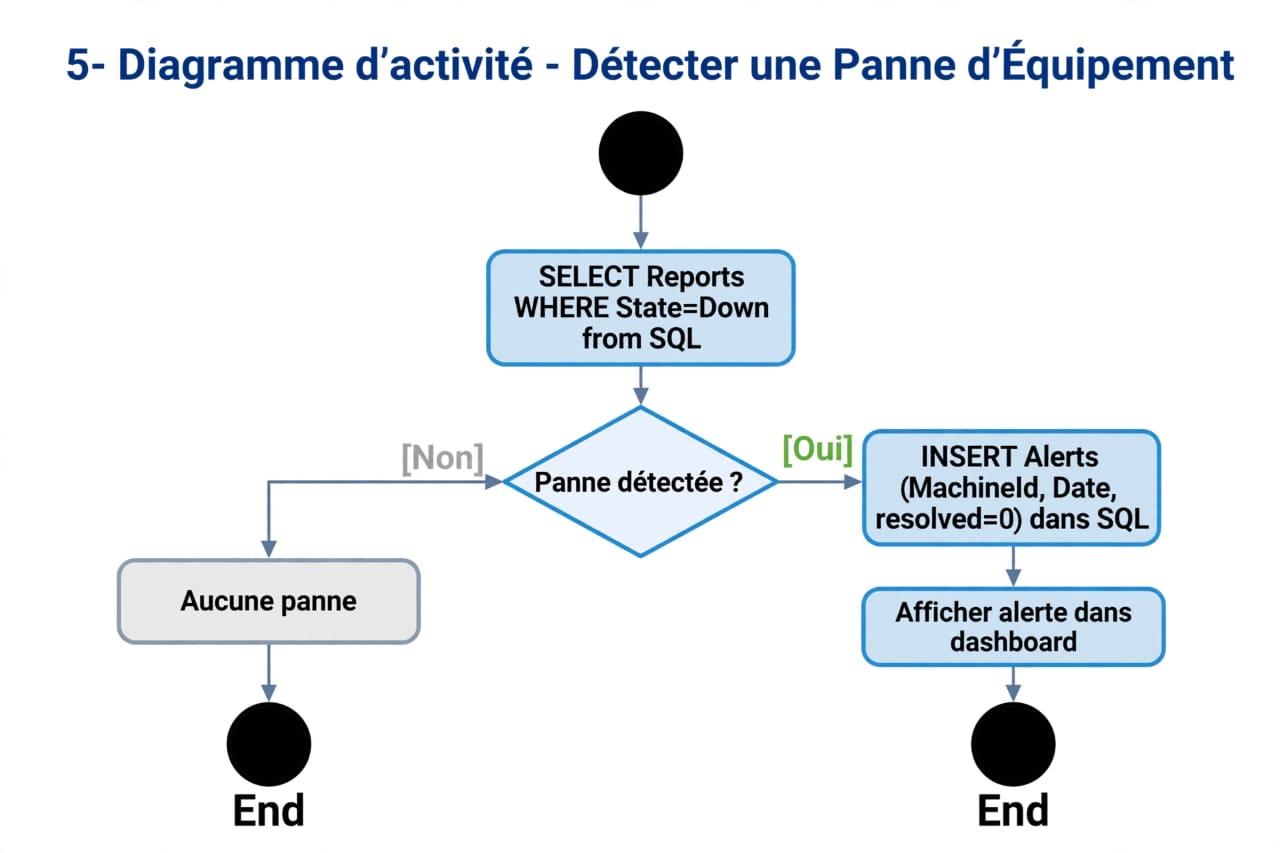 5- Diagramme d’activité - Détecter une Panne d’Équipement
SELECT Reports
WHERE State=Down
from SQL
[Non]
Panne détectée ?
[Oui]
INSERT Alerts
(MachineId, Date,
resolved=0) dans SQL
Aucune panne
Afficher alerte dans
dashboard
End
End